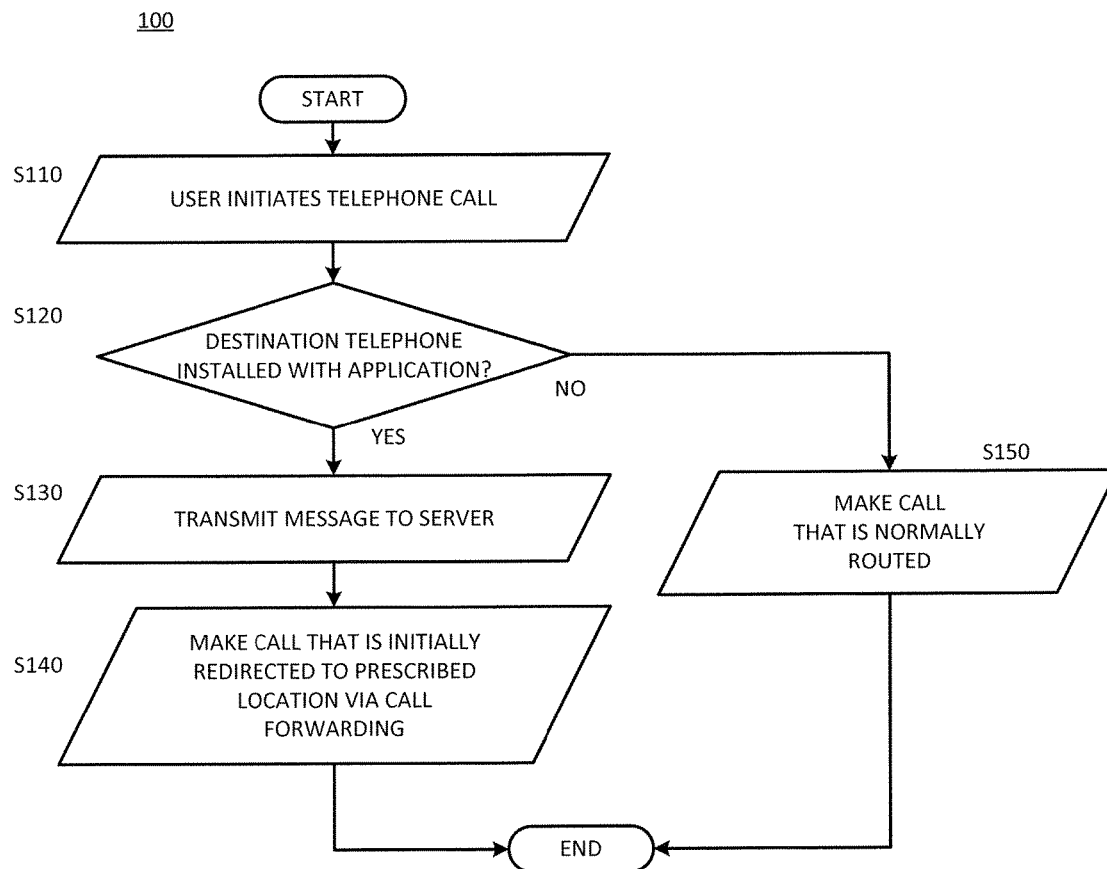 100
START
S110
USER INITIATES TELEPHONE CALL
S120
DESTINATION TELEPHONE
INSTALLED WITH APPLICATION?
NO
YES
S130
TRANSMIT MESSAGE TO SERVER
S150
MAKE CALL
THAT IS NORMALLY
ROUTED
S140
MAKE CALL THAT IS INITIALLY
REDIRECTED TO PRESCRIBED
LOCATION VIA CALL
FORWARDING
END